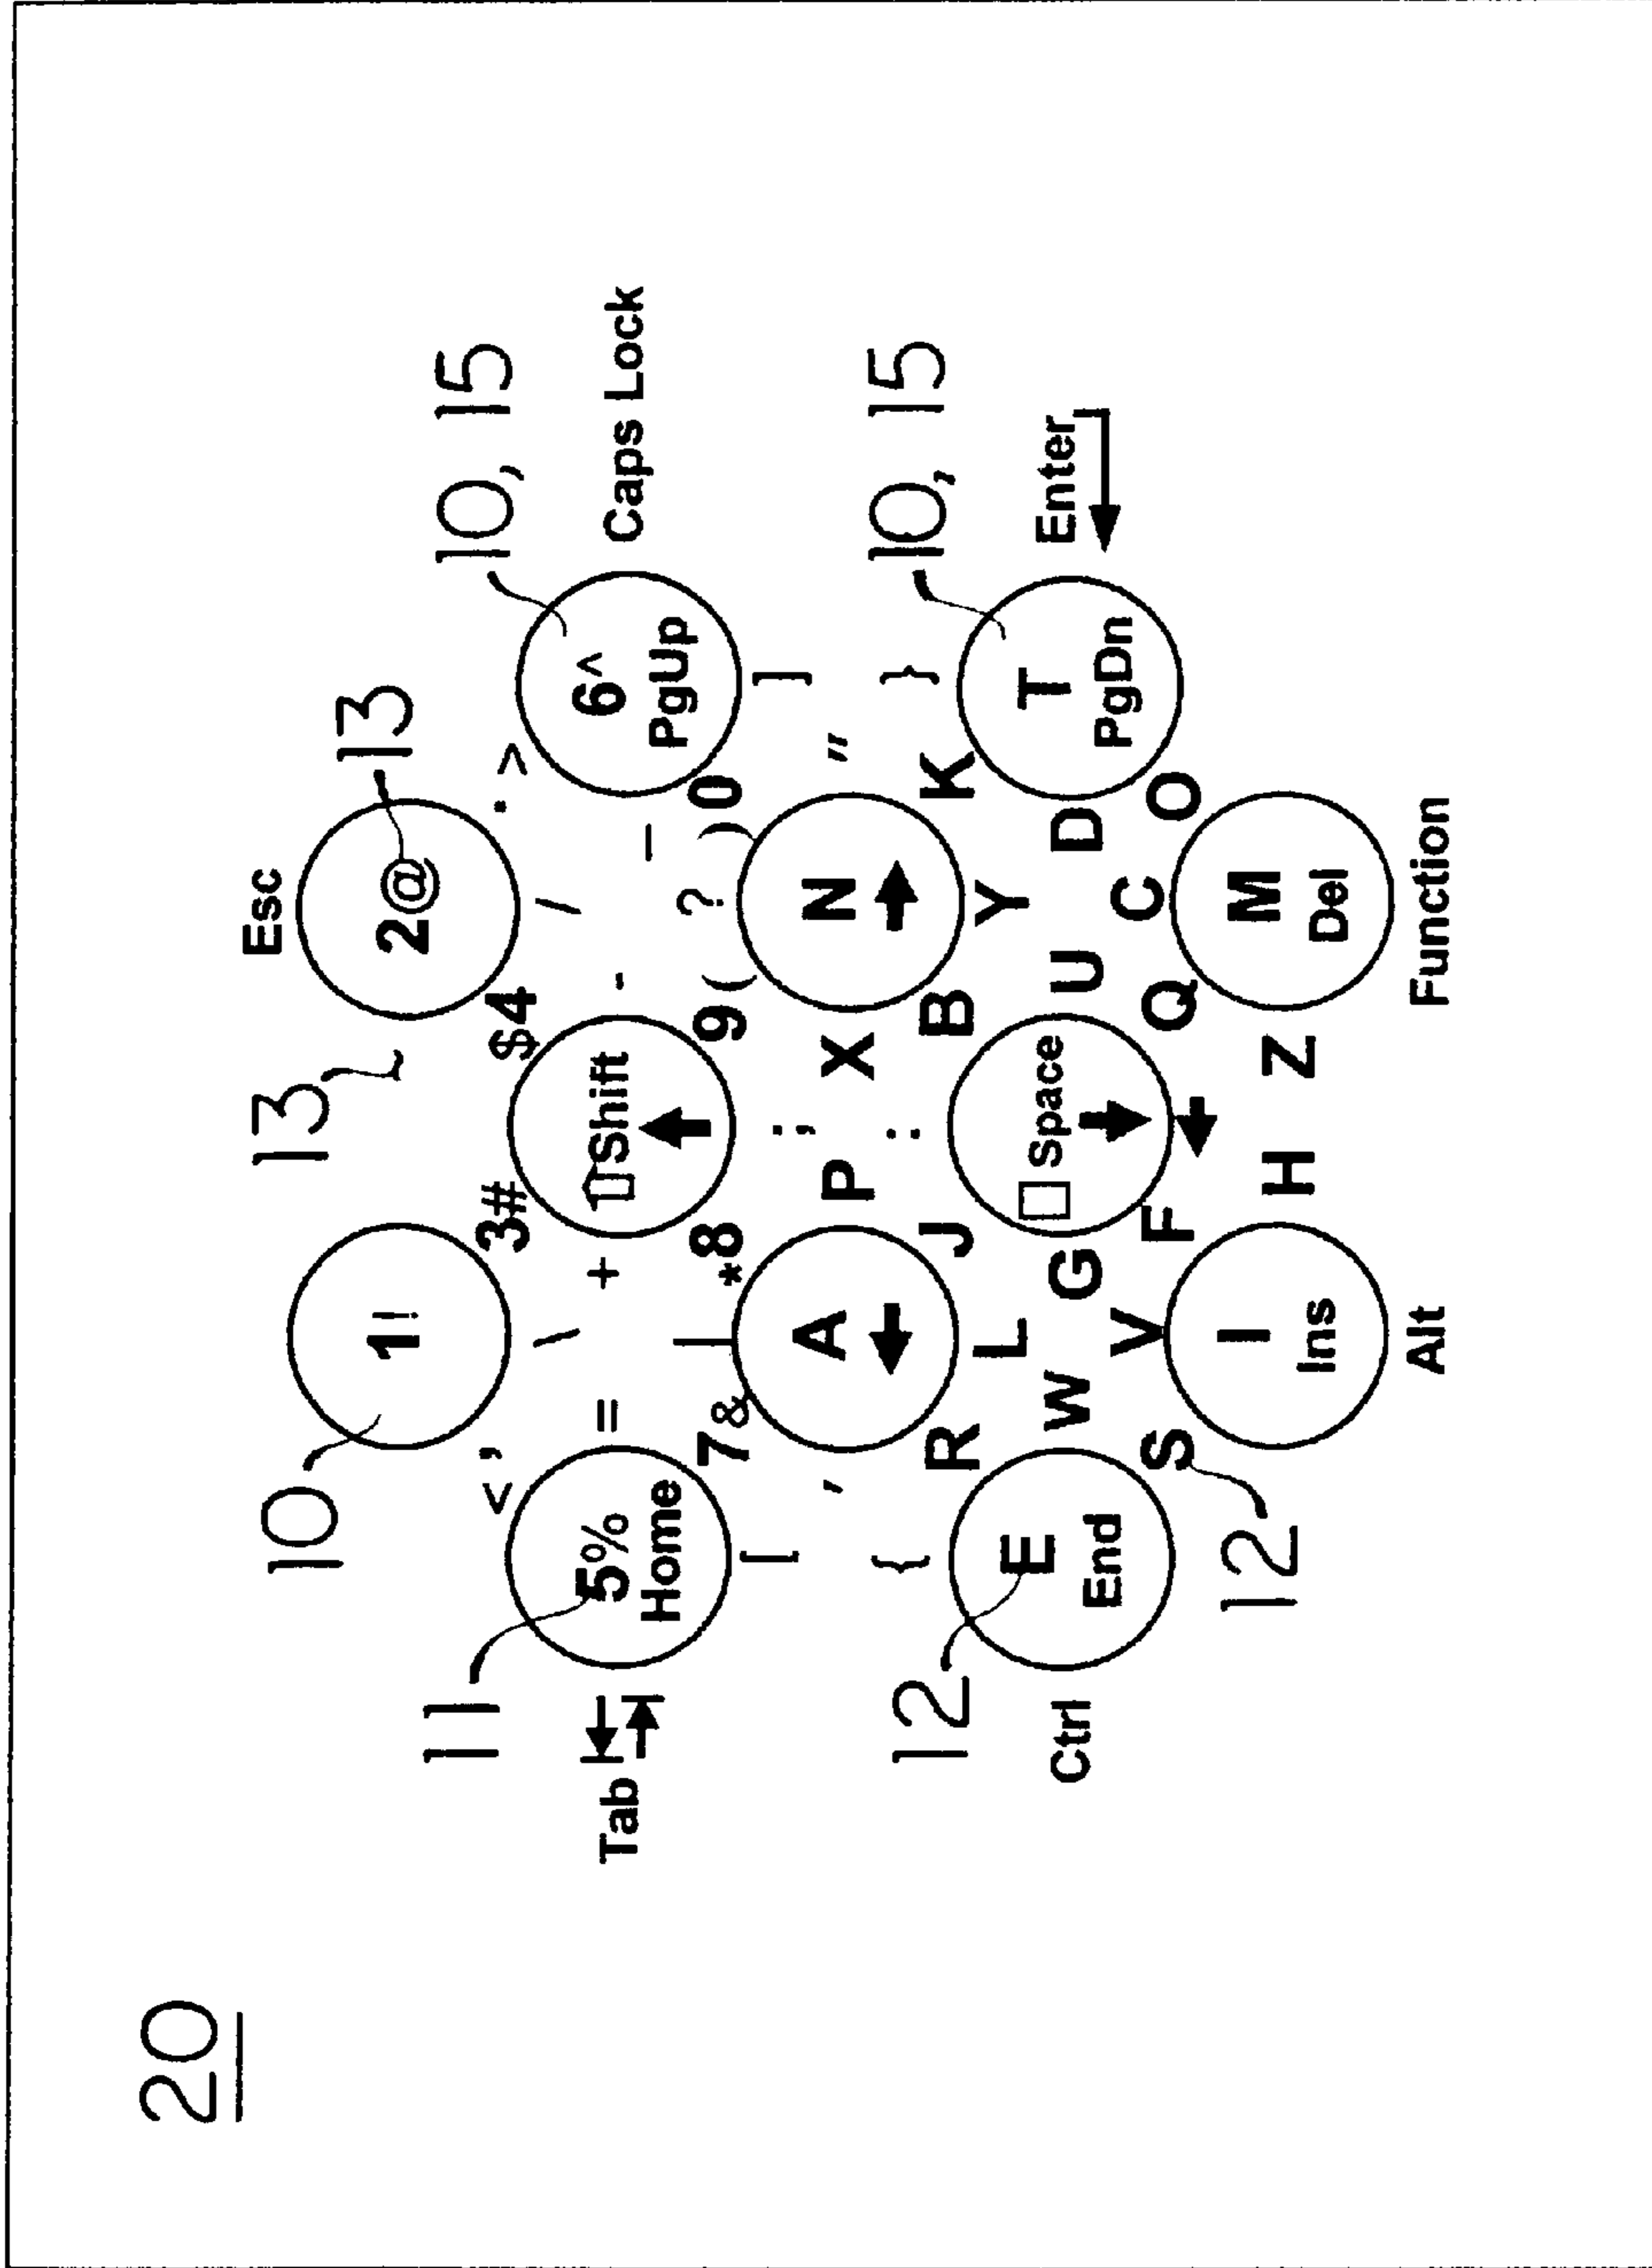 20
Esc
10 13 13
1! 2@
11 10, 15
<, 3# $4 .>
\ /
Tab 5% = + Shift - _ 6^ Caps Lock
Home PgUp
| ?
7& *8 9( )0
[ ]
' A P ; X N "
{ : }
12 10, 15
R J B K
L Y
Ctrl E W G Space U D T Enter
End PgDn
V C
S F Q O
12
I H Z M
Ins Del
Alt Function